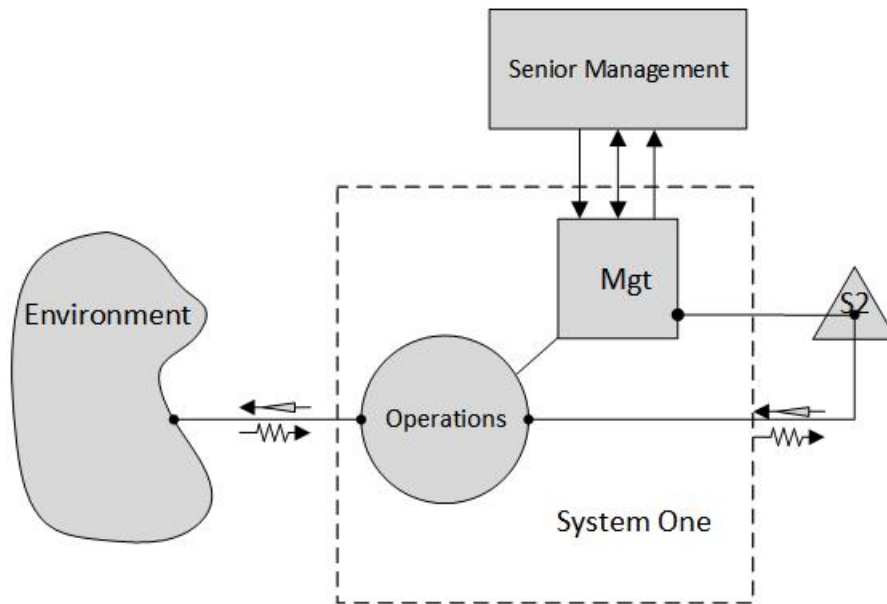 Senior Management
Mgt
S2
Environment
Operations
System One